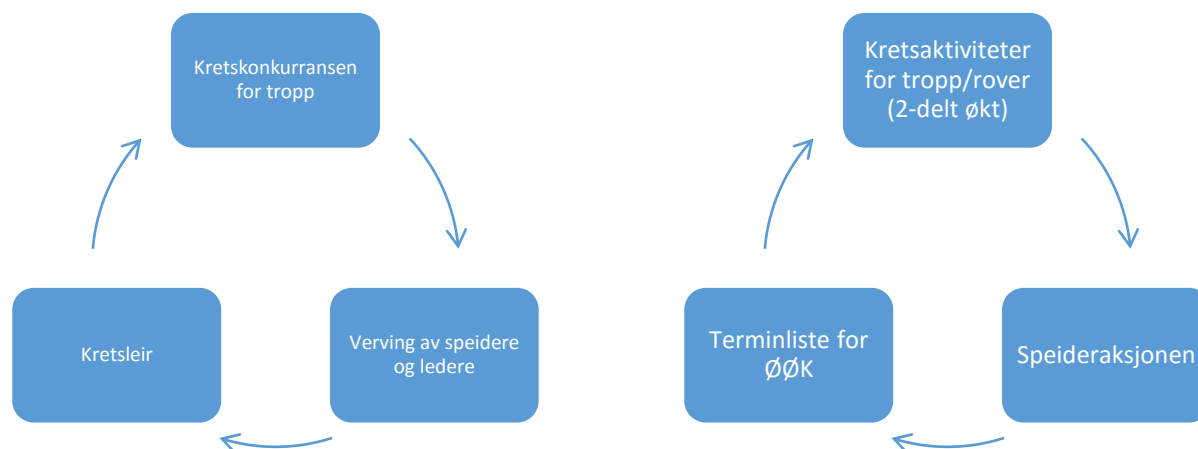 Kretskonkurransen
for tropp
Verving av speidere
og ledere
Kretsleir
Kretsaktiviteter
for tropp/rover
(2-delt økt)
Speideraksjonen
Terminliste for
ØØK